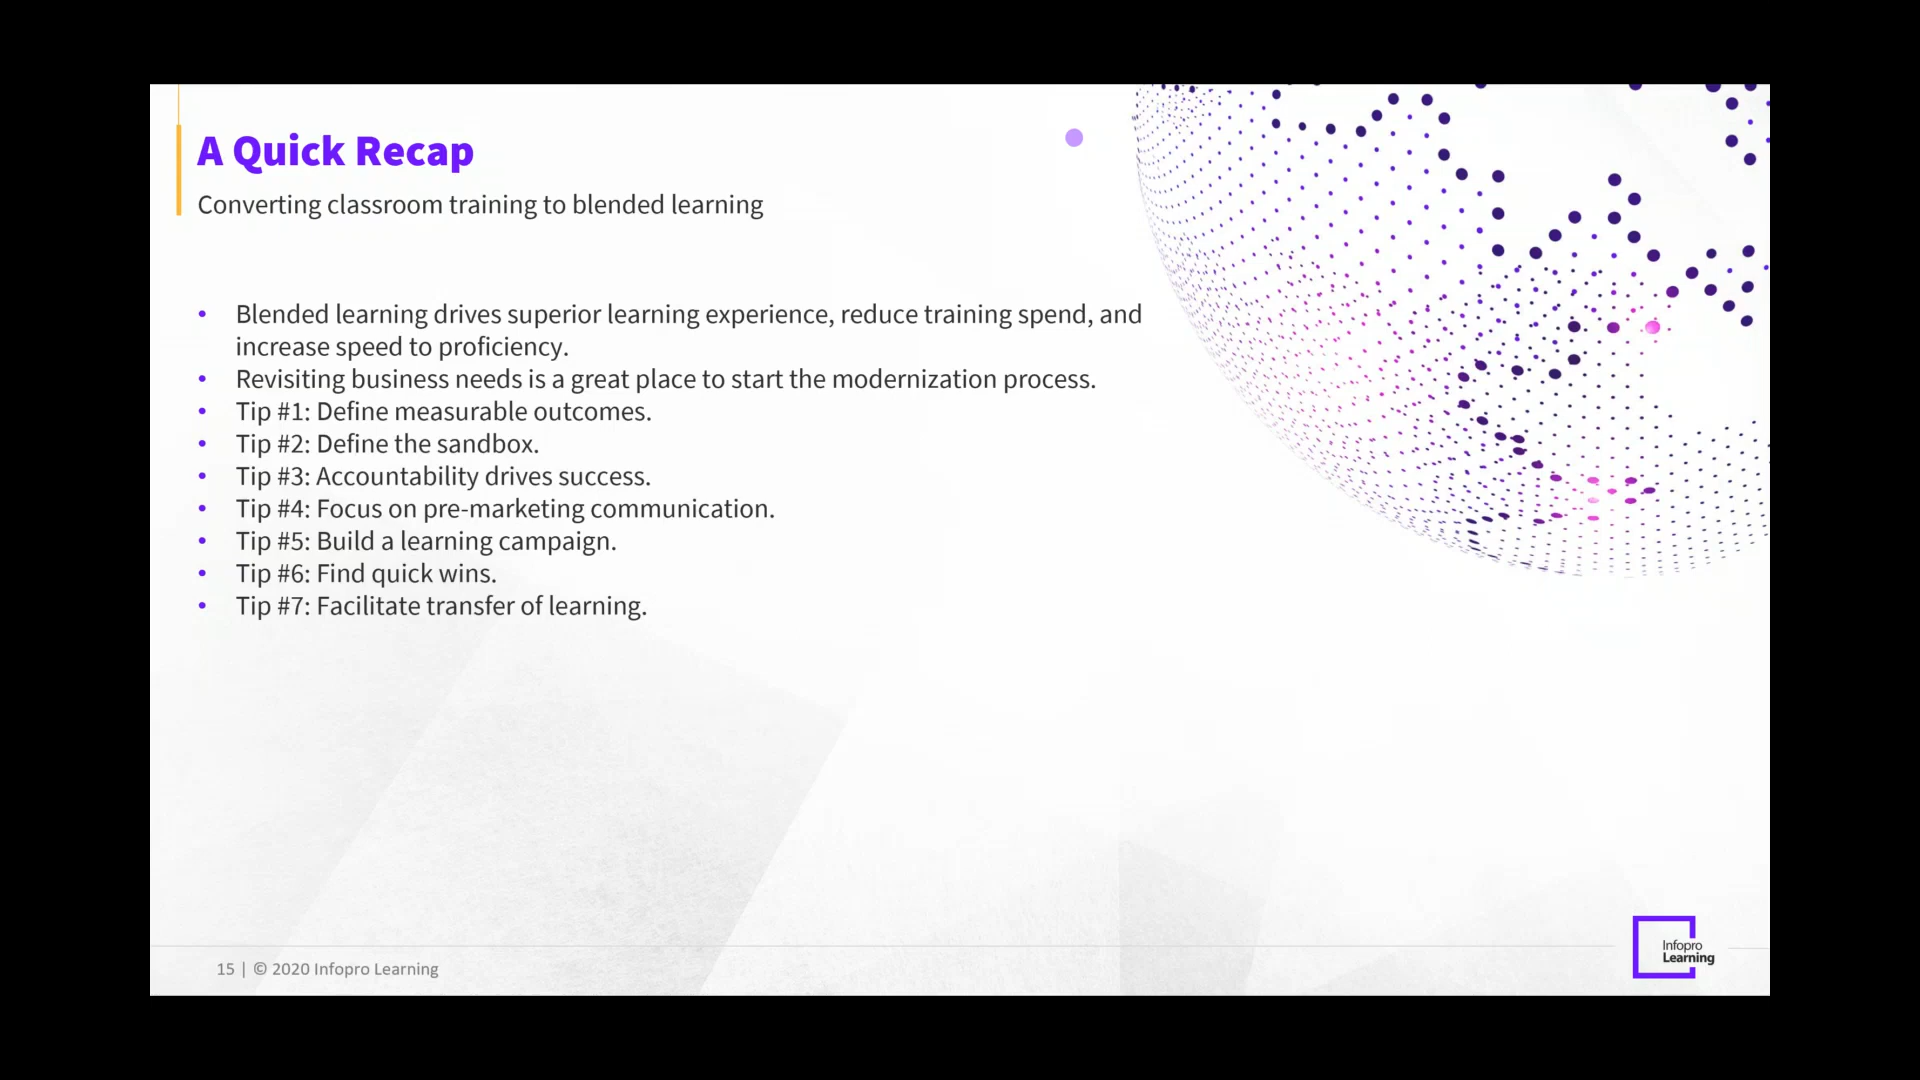 A Quick Recap
Converting classroom training to blended learning
• Blended learning drives superior learning experience, reduce training spend, and
increase speed to proficiency.
• Revisiting business needs is a great place to start the modernization process.
• Tip #1: Define measurable outcomes.
• Tip #2: Define the sandbox.
• Tip #3: Accountability drives success.
• Tip #4: Focus on pre-marketing communication.
• Tip #5: Build a learning campaign.
• Tip #6: Find quick wins.
• Tip #7: Facilitate transfer of learning.
15 | © 2020 Infopro Learning
Infopro
Learning